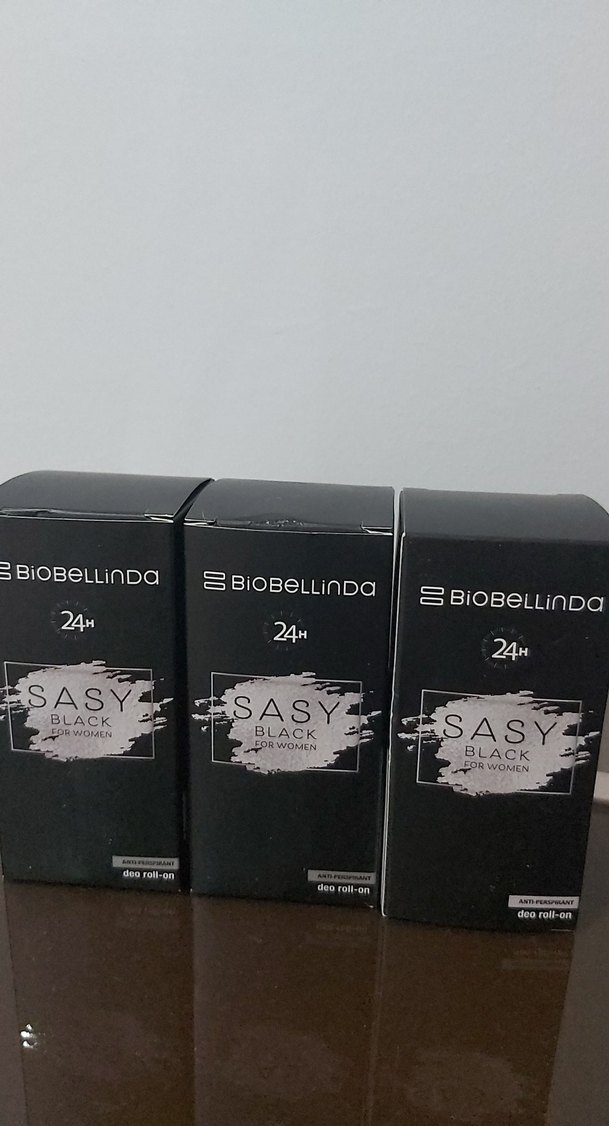 BIOBELLINDA
24H
SASY
BLACK
FOR WOMEN
ANTI-PERSPIRANT
deo roll-on
BIOBELLINDA
24H
SASY
BLACK
FOR WOMEN
ANTI-PERSPIRANT
deo roll-on
BIOBELLINDA
24H
SASY
BLACK
FOR WOMEN
ANTI-PERSPIRANT
deo roll-on